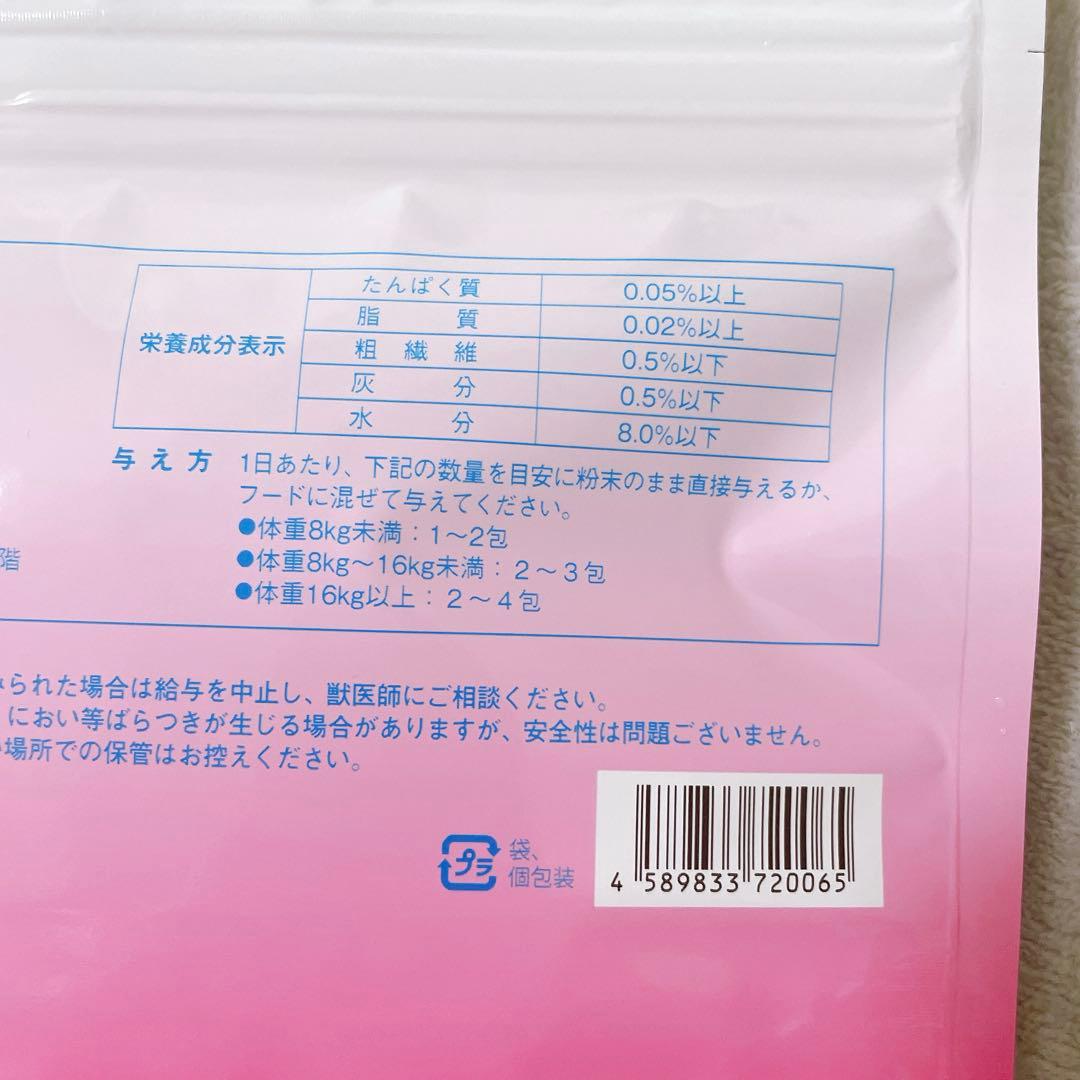 栄養成分表示
たんぱく質 0.05%以上
脂質 0.02%以上
粗繊維 0.5%以下
灰分 0.5%以下
水分 8.0%以下
与え方 1日あたり、下記の数量を目安に粉末のまま直接与えるか、
フードに混ぜて与えてください。
●体重8kg未満：1〜2包
●体重8kg〜16kg未満：2〜3包
●体重16kg以上：2〜4包
階
られた場合は給与を中止し、獣医師にご相談ください。
におい等ばらつきが生じる場合がありますが、安全性は問題ございません。
場所での保管はお控えください。
プラ 袋、
個包装
4 589833 720065